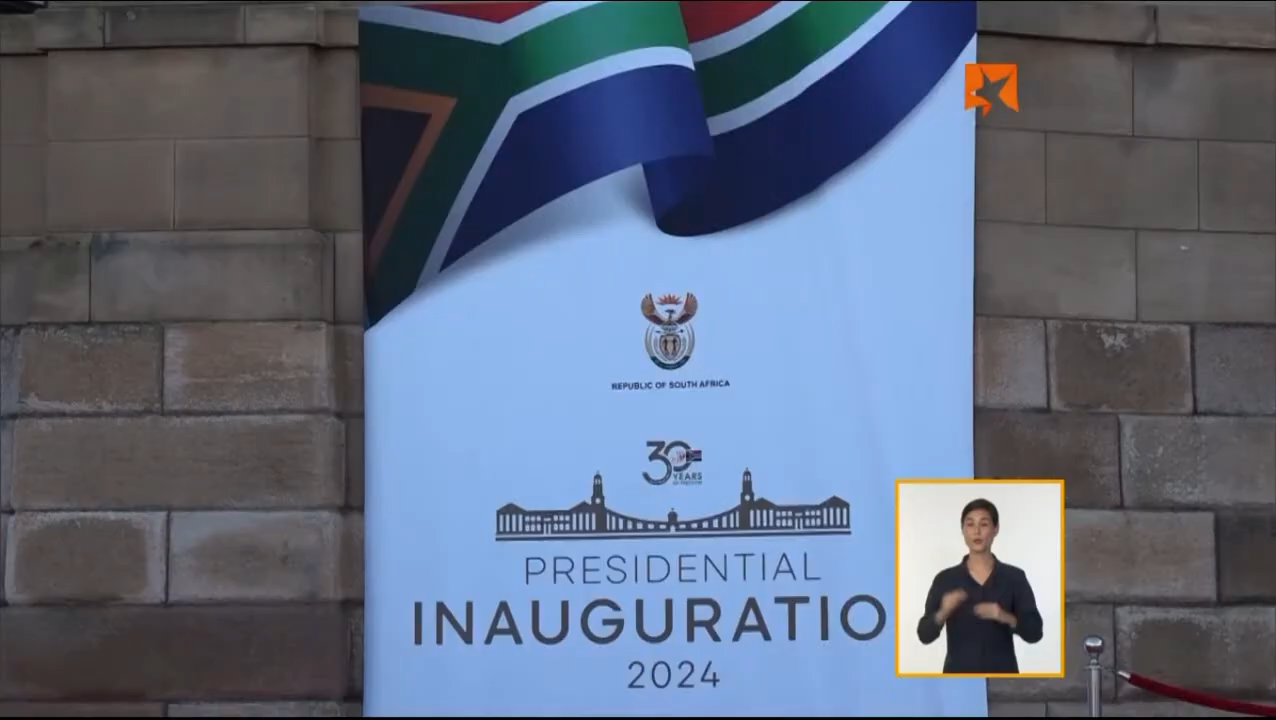 REPUBLIC OF SOUTH AFRICA
30
YEARS
PRESIDENTIAL
INAUGURATIO
2024